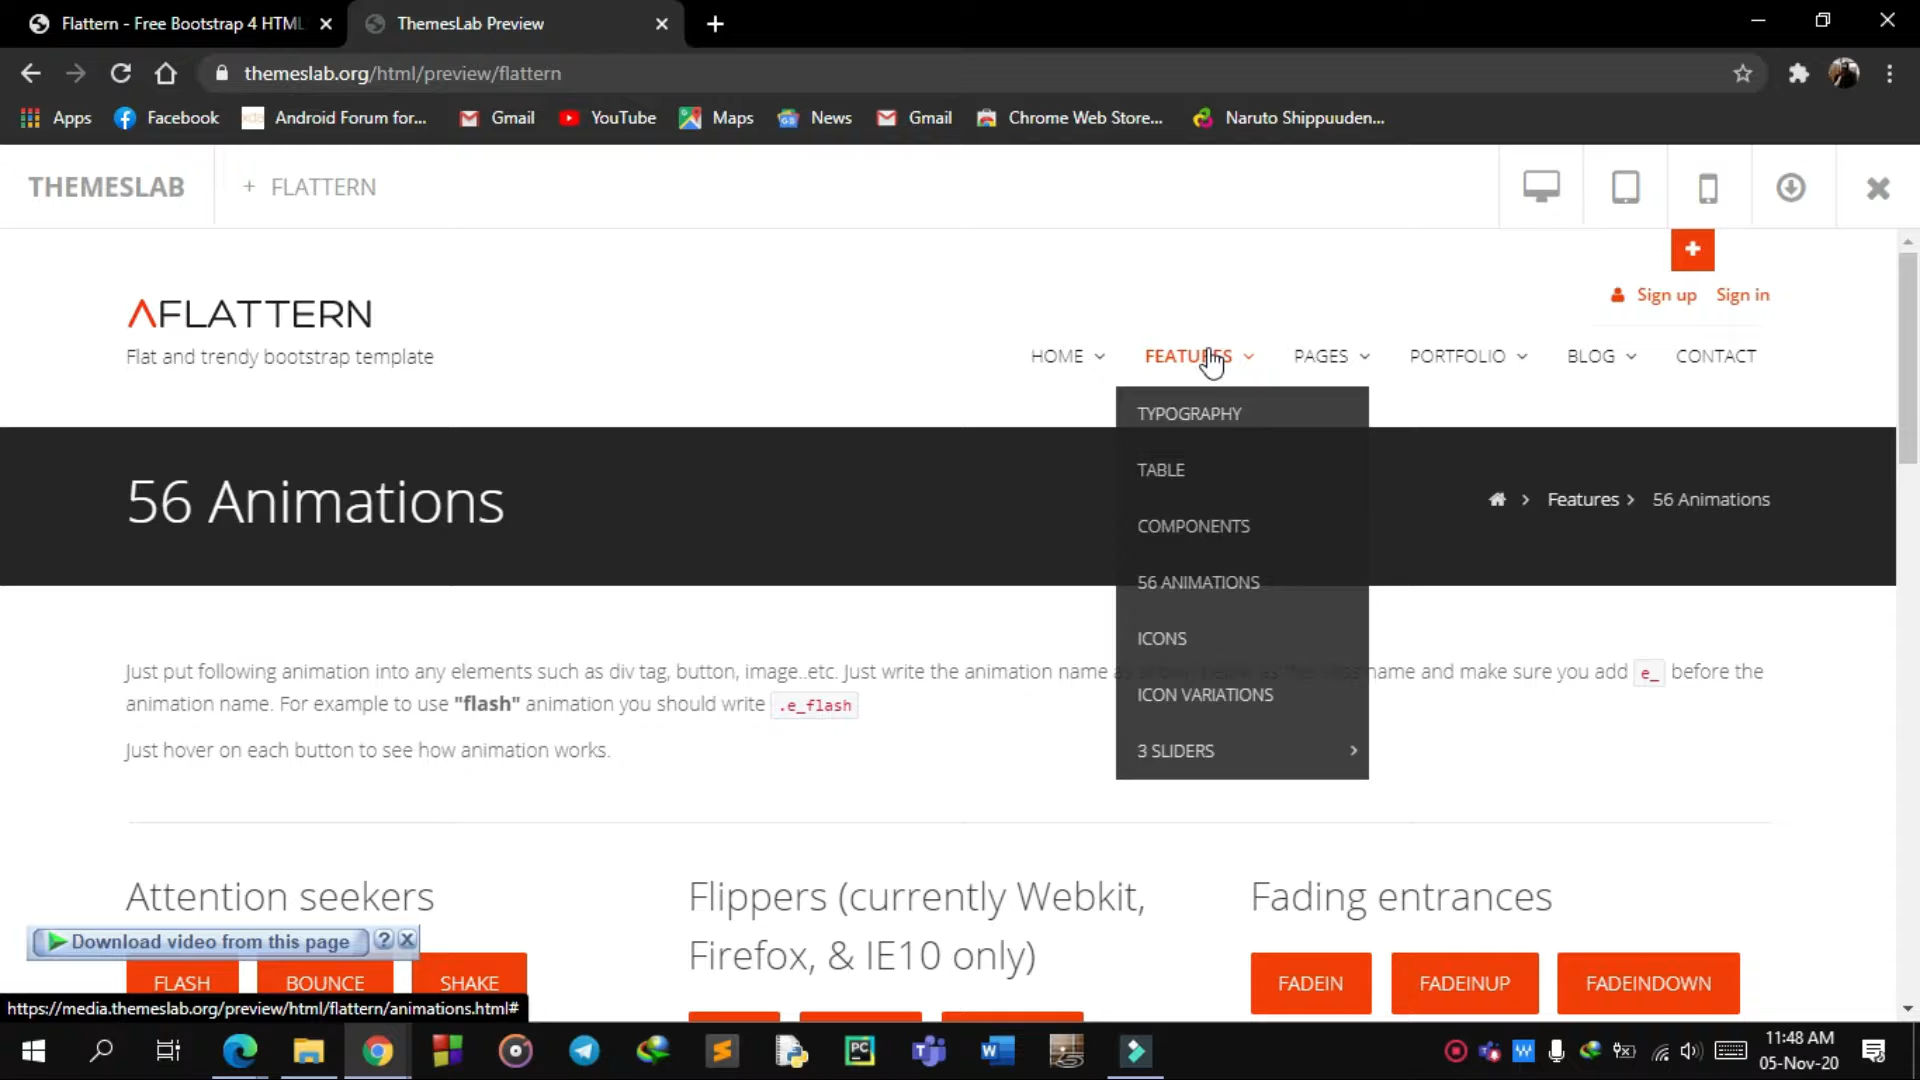 Flattern - Free Bootstrap 4 HTML
ThemesLab Preview
themeslab.org/html/preview/flattern
Apps
Facebook
Android Forum for...
Gmail
YouTube
Maps
News
Gmail
Chrome Web Store...
Naruto Shippuuden...
THEMESLAB
+ FLATTERN
Sign up
Sign in
FLATTERN
Flat and trendy bootstrap template
HOME
FEATURES
PAGES
PORTFOLIO
BLOG
CONTACT
TYPOGRAPHY
TABLE
COMPONENTS
56 ANIMATIONS
ICONS
ICON VARIATIONS
3 SLIDERS
56 Animations
Features
56 Animations
Just put following animation into any elements such as div tag, button, image..etc. Just write the animation name name and make sure you add e_ before the
animation name. For example to use "flash" animation you should write .e_flash
Just hover on each button to see how animation works.
Attention seekers
Flippers (currently Webkit,
Firefox, & IE10 only)
Fading entrances
Download video from this page
FLASH
BOUNCE
SHAKE
FADEIN
FADEINUP
FADEINDOWN
https://media.themeslab.org/preview/html/flattern/animations.html#
11:48 AM
05-Nov-20